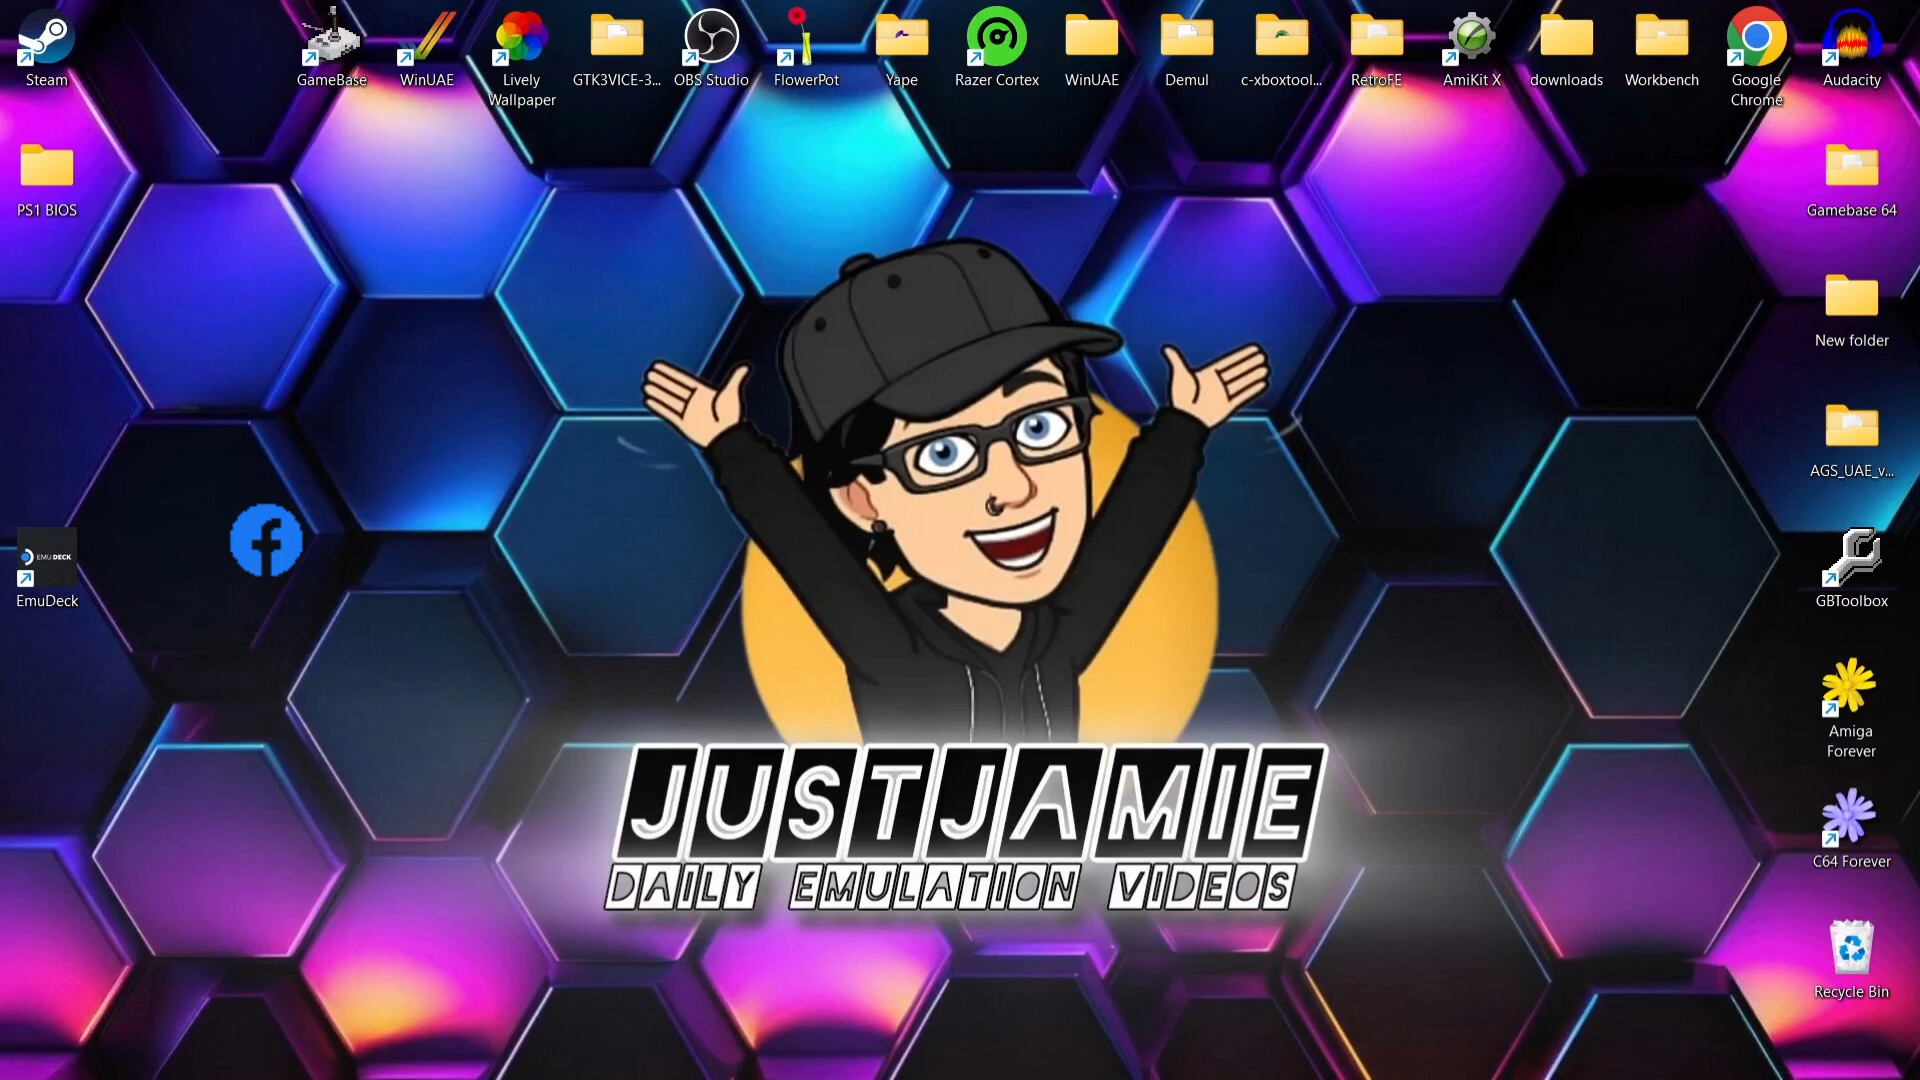 Steam
GameBase
WinUAE
Lively
Wallpaper
GTK3VICE-3...
OBS Studio
FlowerPot
Yape
Razer Cortex
WinUAE
Demul
c-xboxtool...
RetroFE
AmiKit X
downloads
Workbench
Google
Chrome
Audacity
PS1 BIOS
Gamebase 64
New folder
AGS_UAE_v...
EMUDECK
EmuDeck
GBToolbox
Amiga
Forever
JUSTJAMIE
DAILY EMULATION VIDEOS
C64 Forever
Recycle Bin